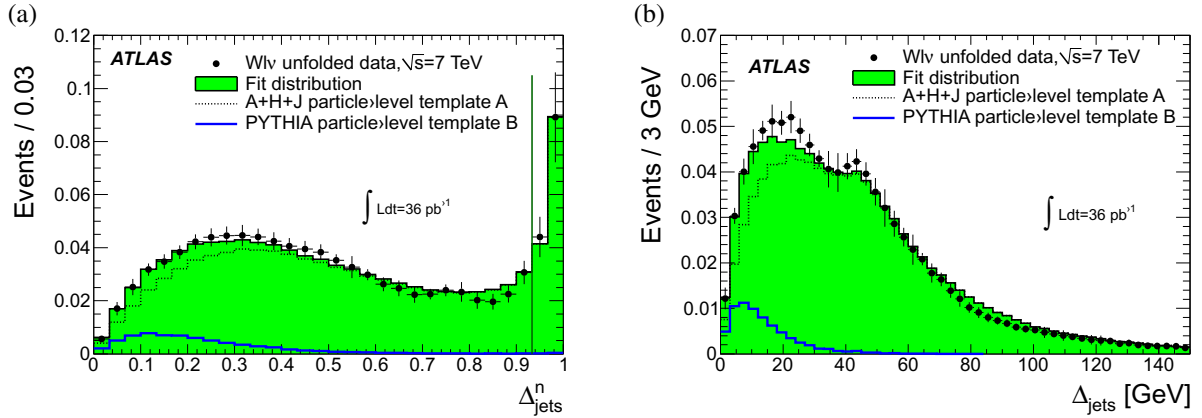 (a)
0.12
0.1
0.08
0.06
0.04
0.02
0
Events / 0.03
ATLAS
Wlν unfolded data,√s=7 TeV
Fit distribution
A+H+J particle›level template A
PYTHIA particle›level template B
∫ Ldt=36 pb›1
0 0.1 0.2 0.3 0.4 0.5 0.6 0.7 0.8 0.9 1
Δⁿjets
(b)
0.07
0.06
0.05
0.04
0.03
0.02
0.01
0
Events / 3 GeV
ATLAS
Wlν unfolded data,√s=7 TeV
Fit distribution
A+H+J particle›level template A
PYTHIA particle›level template B
∫ Ldt=36 pb›1
0 20 40 60 80 100 120 140
Δjets [GeV]